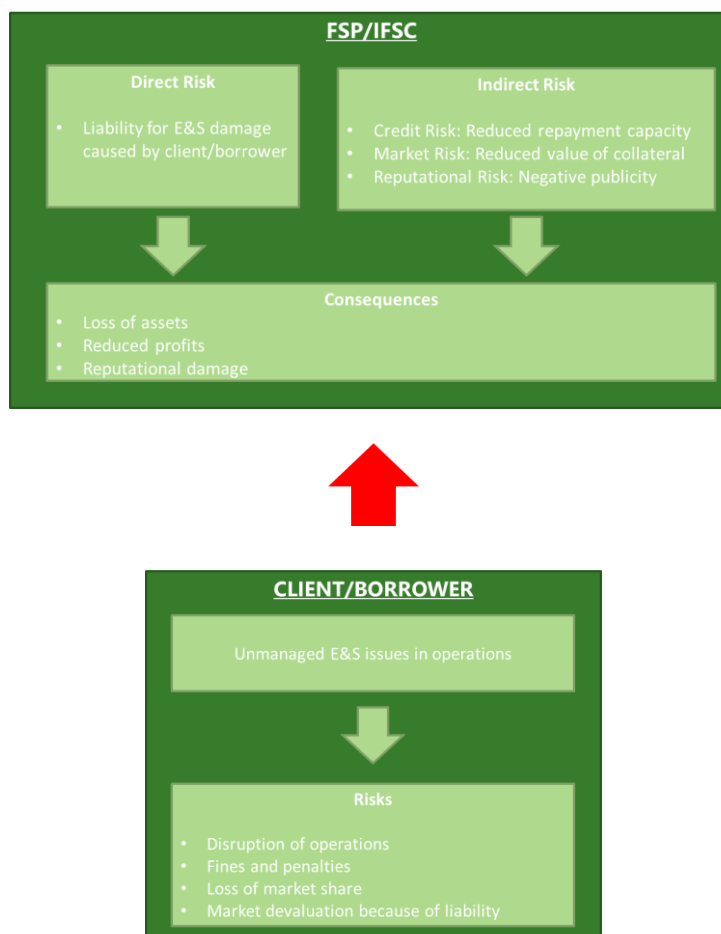 FSP/IFSC
Direct Risk
• Liability for E&S damage
caused by client/borrower
Indirect Risk
• Credit Risk: Reduced repayment capacity
• Market Risk: Reduced value of collateral
• Reputational Risk: Negative publicity
Consequences
• Loss of assets
• Reduced profits
• Reputational damage
CLIENT/BORROWER
Unmanaged E&S issues in operations
Risks
• Disruption of operations
• Fines and penalties
• Loss of market share
• Market devaluation because of liability